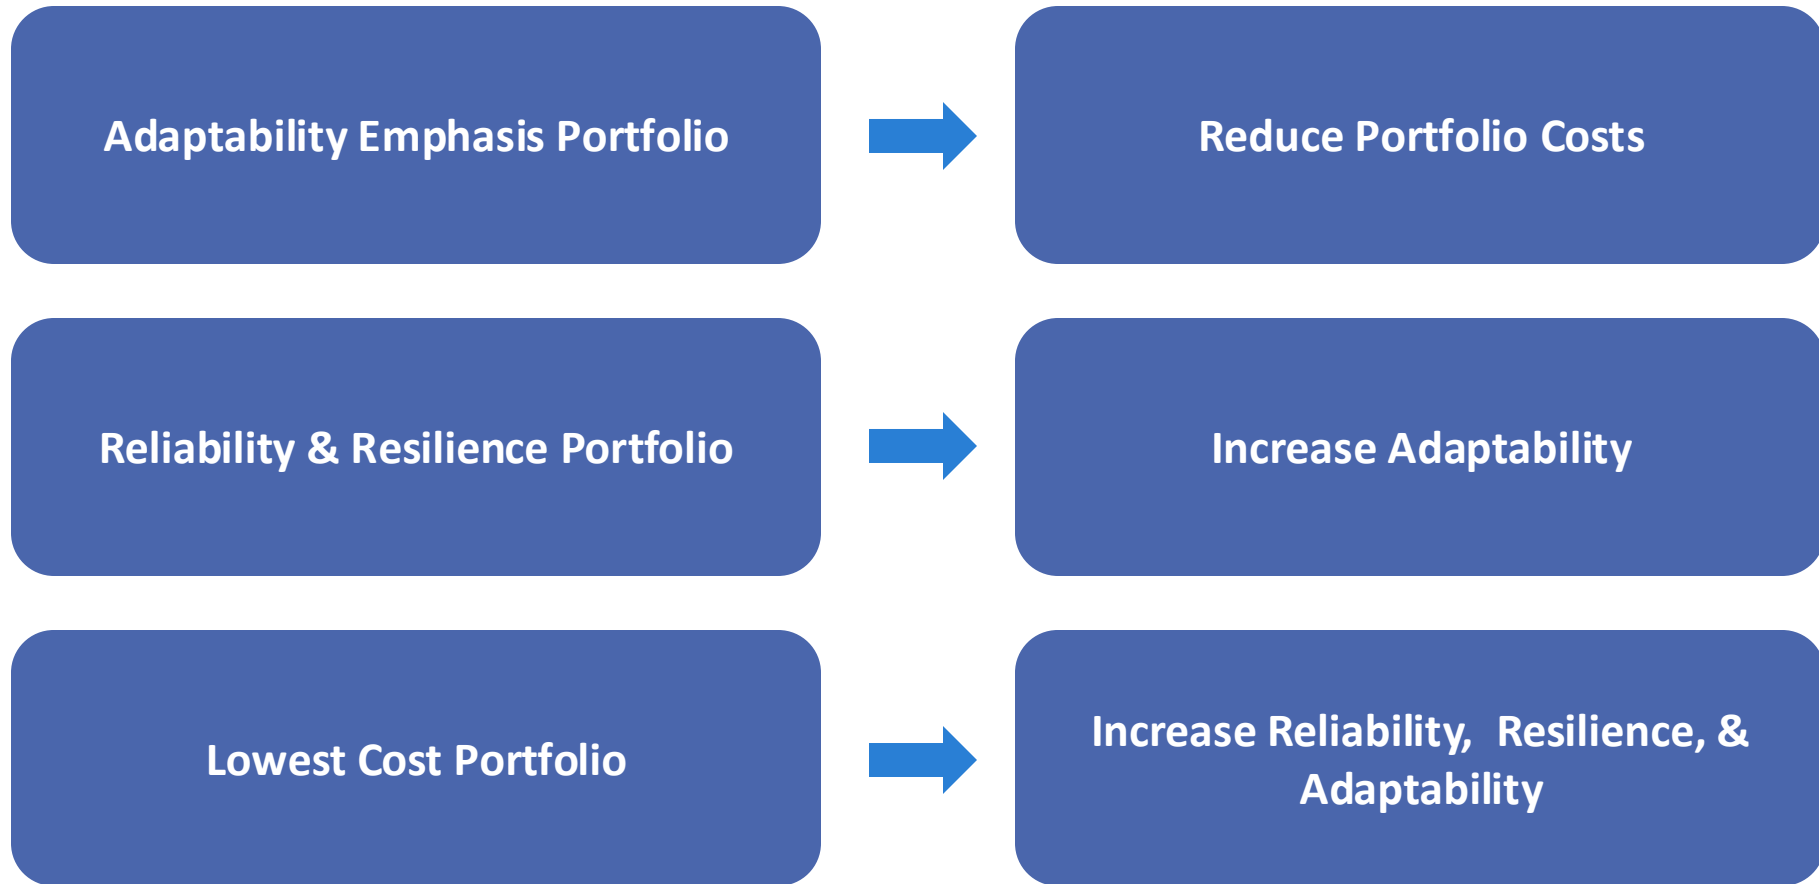 Adaptability Emphasis Portfolio
Reduce Portfolio Costs
Reliability & Resilience Portfolio
Increase Adaptability
Lowest Cost Portfolio
Increase Reliability,  Resilience, &
Adaptability